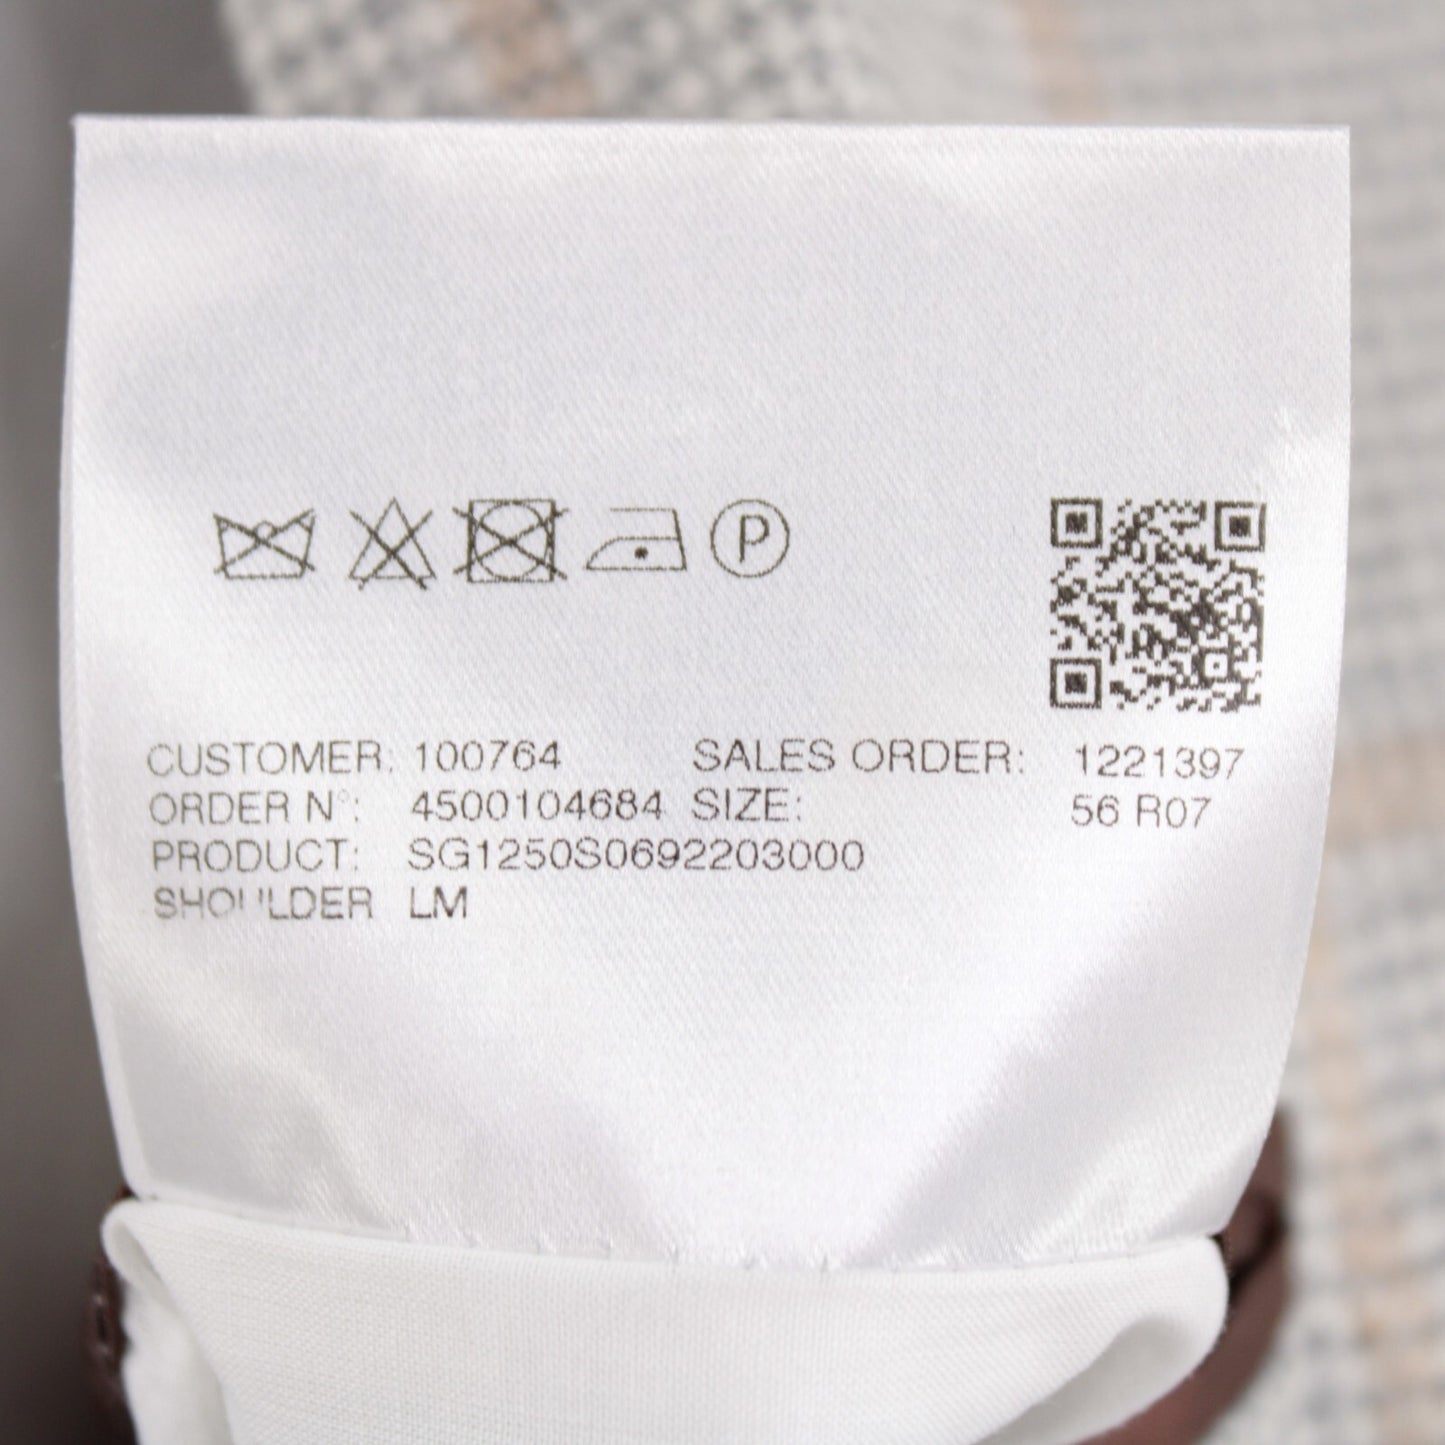 P
CUSTOMER: 100764 SALES ORDER: 1221397
ORDER N°: 4500104684 SIZE: 56 R07
PRODUCT: SG1250S0692203000
SHOULDER LM